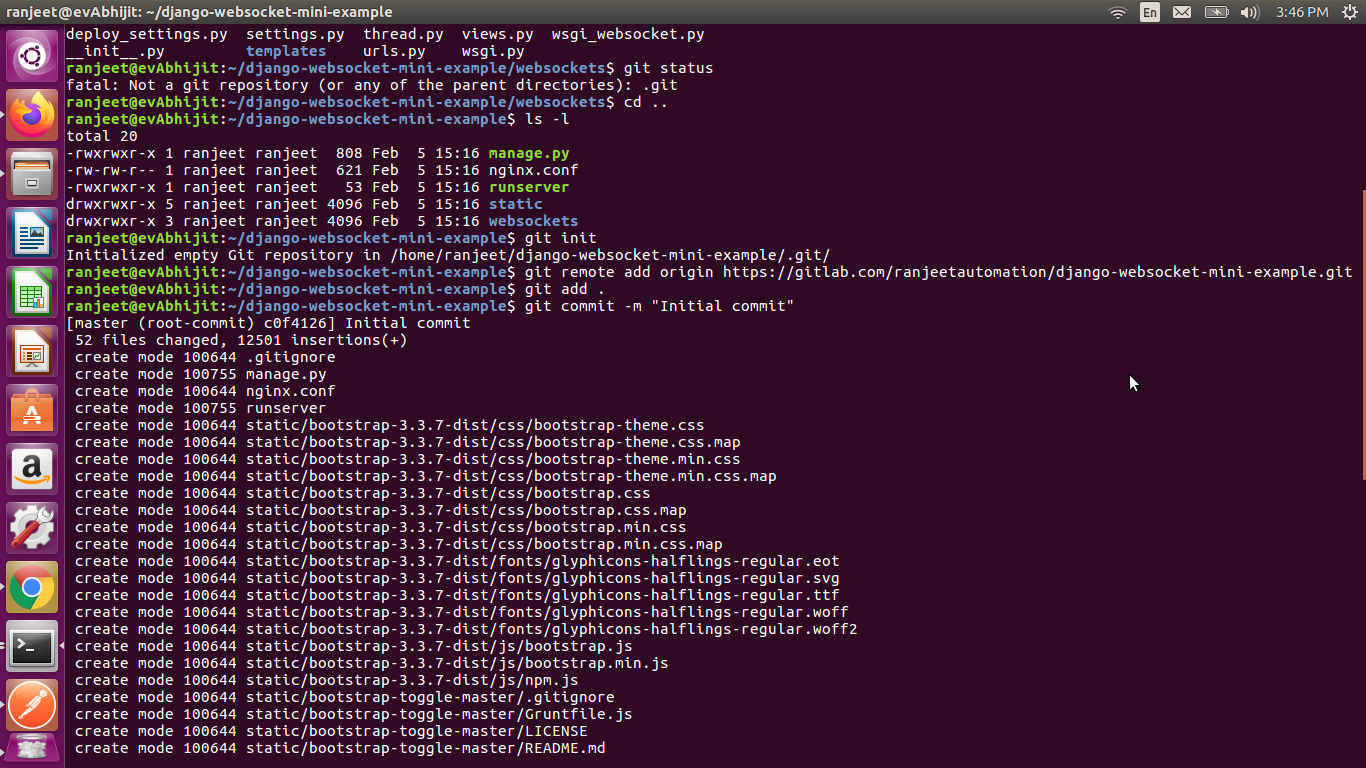 ranjeet@evAbhijit: ~/django-websocket-mini-example
En
3:46 PM
deploy_settings.py  settings.py  thread.py  views.py  wsgi_websocket.py
__init__.py         templates    urls.py    wsgi.py
ranjeet@evAbhijit:~/django-websocket-mini-example/websockets$ git status
fatal: Not a git repository (or any of the parent directories): .git
ranjeet@evAbhijit:~/django-websocket-mini-example/websockets$ cd ..
ranjeet@evAbhijit:~/django-websocket-mini-example$ ls -l
total 20
-rwxrwxr-x 1 ranjeet ranjeet  808 Feb  5 15:16 manage.py
-rw-rw-r-- 1 ranjeet ranjeet  621 Feb  5 15:16 nginx.conf
-rwxrwxr-x 1 ranjeet ranjeet   53 Feb  5 15:16 runserver
drwxrwxr-x 5 ranjeet ranjeet 4096 Feb  5 15:16 static
drwxrwxr-x 3 ranjeet ranjeet 4096 Feb  5 15:16 websockets
ranjeet@evAbhijit:~/django-websocket-mini-example$ git init
Initialized empty Git repository in /home/ranjeet/django-websocket-mini-example/.git/
ranjeet@evAbhijit:~/django-websocket-mini-example$ git remote add origin https://gitlab.com/ranjeetautomation/django-websocket-mini-example.git
ranjeet@evAbhijit:~/django-websocket-mini-example$ git add .
ranjeet@evAbhijit:~/django-websocket-mini-example$ git commit -m "Initial commit"
[master (root-commit) c0f4126] Initial commit
 52 files changed, 12501 insertions(+)
 create mode 100644 .gitignore
 create mode 100755 manage.py
 create mode 100644 nginx.conf
 create mode 100755 runserver
 create mode 100644 static/bootstrap-3.3.7-dist/css/bootstrap-theme.css
 create mode 100644 static/bootstrap-3.3.7-dist/css/bootstrap-theme.css.map
 create mode 100644 static/bootstrap-3.3.7-dist/css/bootstrap-theme.min.css
 create mode 100644 static/bootstrap-3.3.7-dist/css/bootstrap-theme.min.css.map
 create mode 100644 static/bootstrap-3.3.7-dist/css/bootstrap.css
 create mode 100644 static/bootstrap-3.3.7-dist/css/bootstrap.css.map
 create mode 100644 static/bootstrap-3.3.7-dist/css/bootstrap.min.css
 create mode 100644 static/bootstrap-3.3.7-dist/css/bootstrap.min.css.map
 create mode 100644 static/bootstrap-3.3.7-dist/fonts/glyphicons-halflings-regular.eot
 create mode 100644 static/bootstrap-3.3.7-dist/fonts/glyphicons-halflings-regular.svg
 create mode 100644 static/bootstrap-3.3.7-dist/fonts/glyphicons-halflings-regular.ttf
 create mode 100644 static/bootstrap-3.3.7-dist/fonts/glyphicons-halflings-regular.woff
 create mode 100644 static/bootstrap-3.3.7-dist/fonts/glyphicons-halflings-regular.woff2
 create mode 100644 static/bootstrap-3.3.7-dist/js/bootstrap.js
 create mode 100644 static/bootstrap-3.3.7-dist/js/bootstrap.min.js
 create mode 100644 static/bootstrap-3.3.7-dist/js/npm.js
 create mode 100644 static/bootstrap-toggle-master/.gitignore
 create mode 100644 static/bootstrap-toggle-master/Gruntfile.js
 create mode 100644 static/bootstrap-toggle-master/LICENSE
 create mode 100644 static/bootstrap-toggle-master/README.md